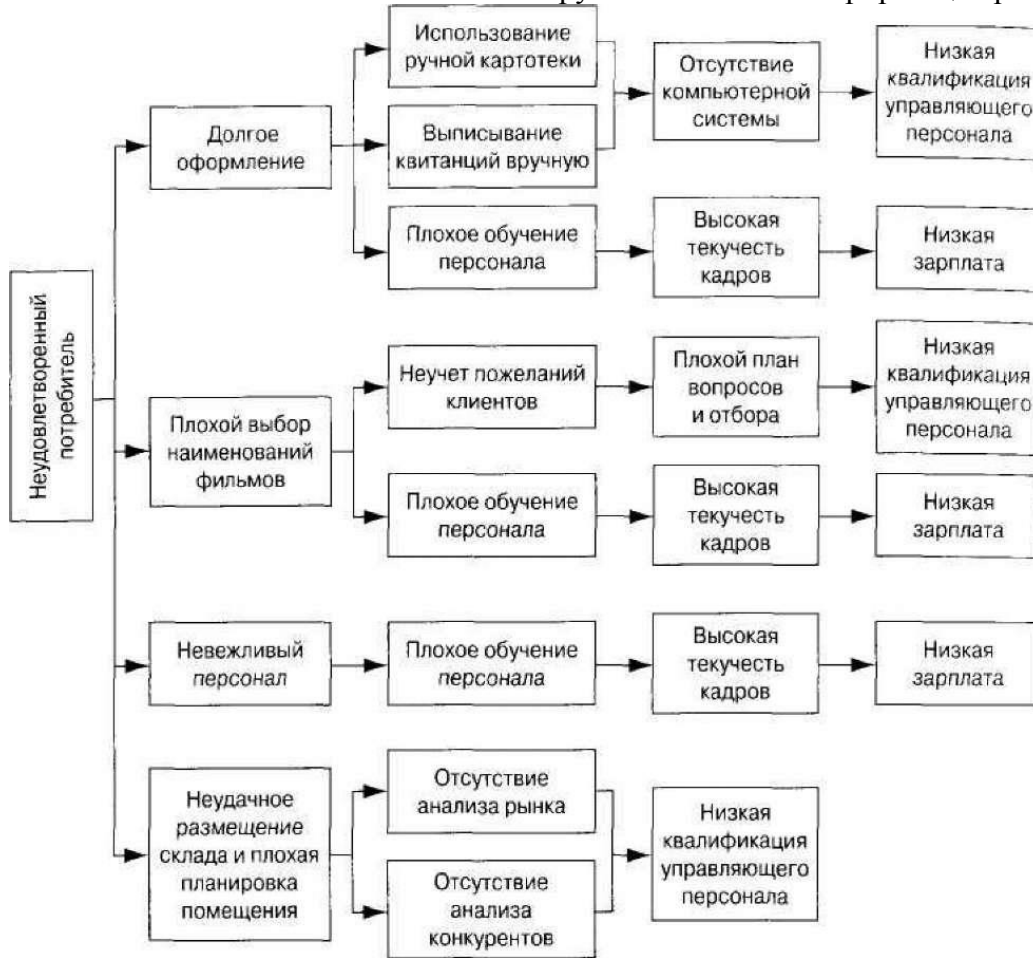 Неудовлетворенный
потребитель
Долгое
оформление
Использование
ручной картотеки
Выписывание
квитанций вручную
Отсутствие
компьютерной
системы
Низкая
квалификация
управляющего
персонала
Плохое обучение
персонала
Высокая
текучесть
кадров
Низкая
зарплата
Плохой выбор
наименований
фильмов
Неучет пожеланий
клиентов
Плохой план
вопросов
и отбора
Низкая
квалификация
управляющего
персонала
Плохое обучение
персонала
Высокая
текучесть
кадров
Низкая
зарплата
Невежливый
персонал
Плохое обучение
персонала
Высокая
текучесть
кадров
Низкая
зарплата
Неудачное
размещение
склада и плохая
планировка
помещения
Отсутствие
анализа рынка
Отсутствие
анализа
конкурентов
Низкая
квалификация
управляющего
персонала